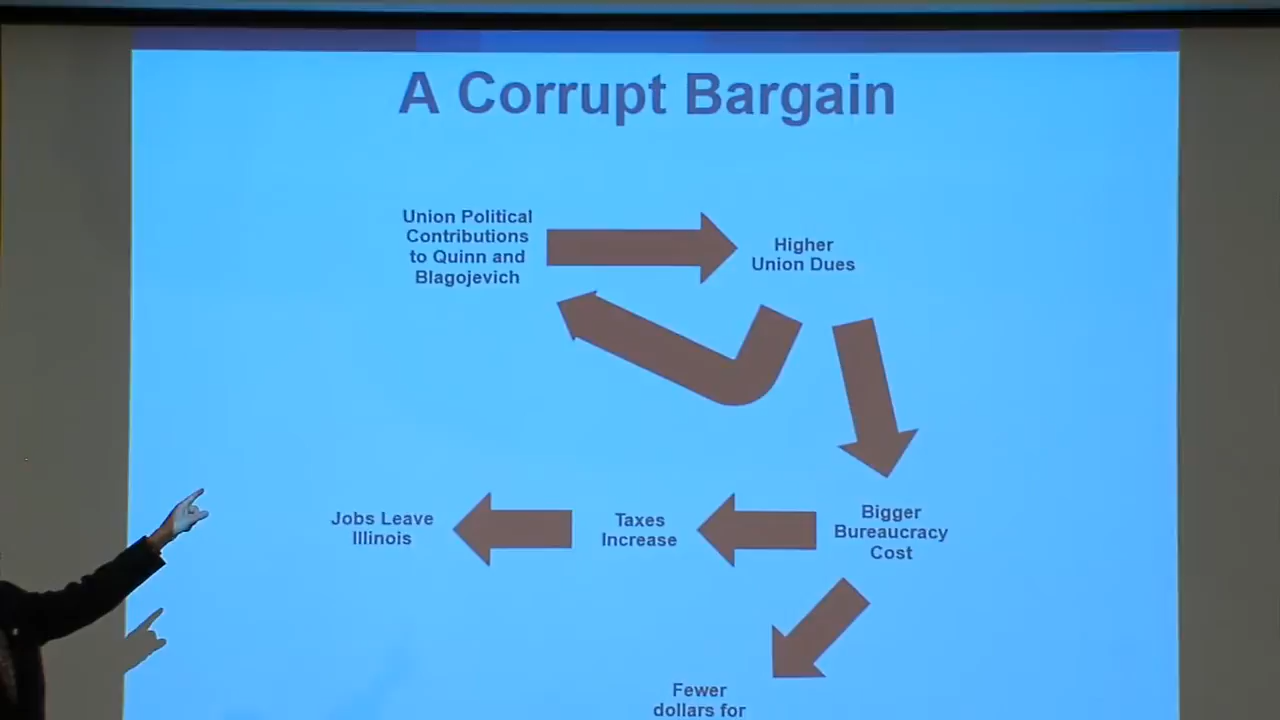 A Corrupt Bargain
Union Political
Contributions
to Quinn and
Blagojevich
Higher
Union Dues
Jobs Leave
Illinois
Taxes
Increase
Bigger
Bureaucracy
Cost
Fewer
dollars for